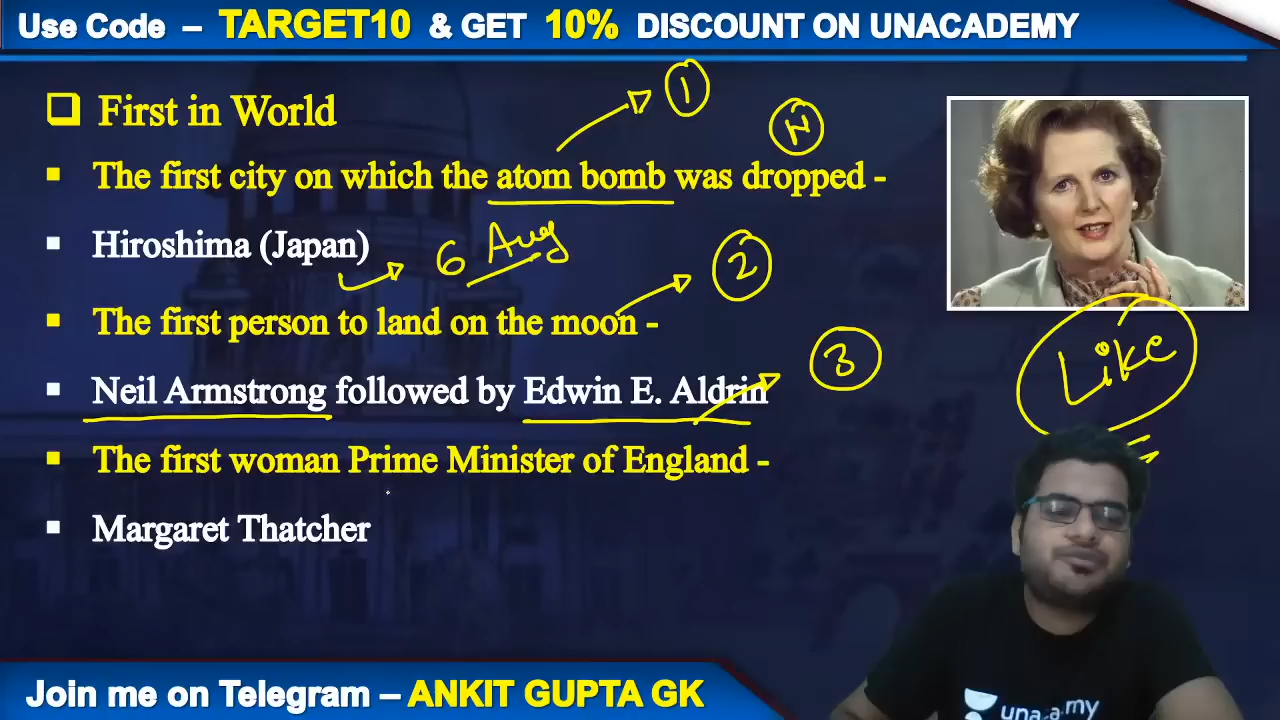 Use Code – TARGET10 & GET 10% DISCOUNT ON UNACADEMY
First in World
1
N
The first city on which the atom bomb was dropped -
Hiroshima (Japan)
6 Aug
2
The first person to land on the moon -
3
Neil Armstrong followed by Edwin E. Aldrin
Like
The first woman Prime Minister of England -
Margaret Thatcher
unacademy
Join me on Telegram – ANKIT GUPTA GK